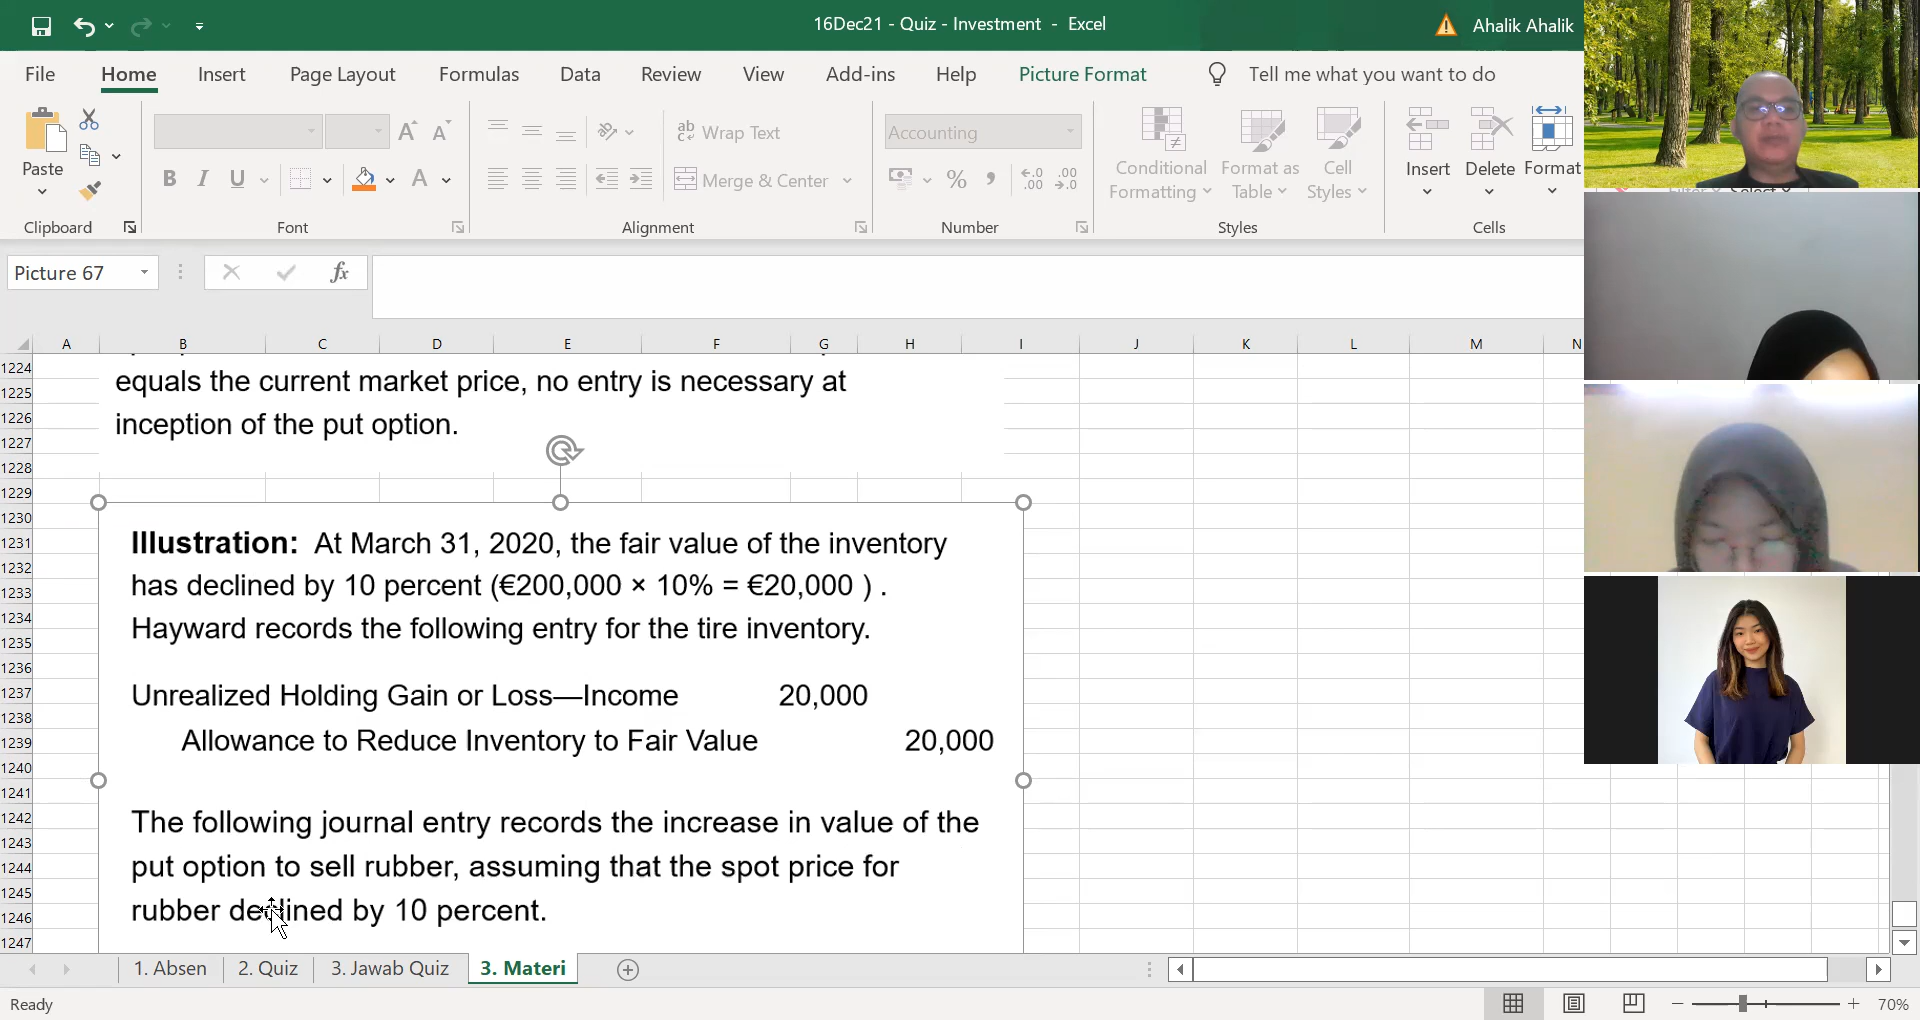 16Dec21 - Quiz - Investment - Excel
Ahalik Ahalik
File Home Insert Page Layout Formulas Data Review View Add-ins Help Picture Format Tell me what you want to do
Paste
Wrap Text
Accounting
Merge & Center
Conditional Formatting
Format as Table
Cell Styles
Insert
Delete
Format
Clipboard Font Alignment Number Styles Cells
Picture 67
fx
A B C D E F G H I J K L M N
1224
1225
1226
1227
1228
1229
1230
1231
1232
1233
1234
1235
1236
1237
1238
1239
1240
1241
1242
1243
1244
1245
1246
1247
equals the current market price, no entry is necessary at
inception of the put option.
Illustration: At March 31, 2020, the fair value of the inventory
has declined by 10 percent (€200,000 × 10% = €20,000 ) .
Hayward records the following entry for the tire inventory.
Unrealized Holding Gain or Loss—Income 20,000
Allowance to Reduce Inventory to Fair Value 20,000
The following journal entry records the increase in value of the
put option to sell rubber, assuming that the spot price for
rubber declined by 10 percent.
1. Absen 2. Quiz 3. Jawab Quiz 3. Materi
Ready
70%